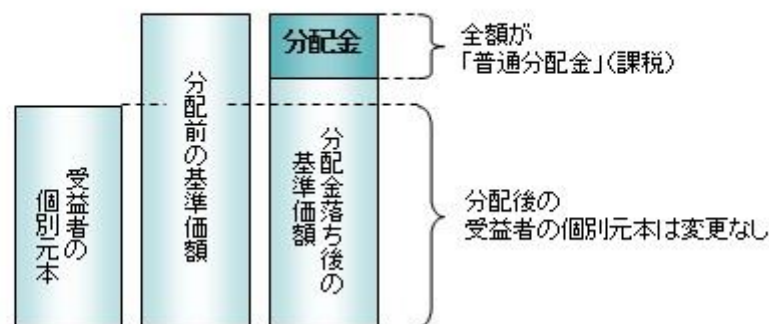 受益者の
個別元本
分配前の基準価額
分配金
分配金落ち後の
基準価額
全額が
「普通分配金」(課税)
分配後の
受益者の個別元本は変更なし